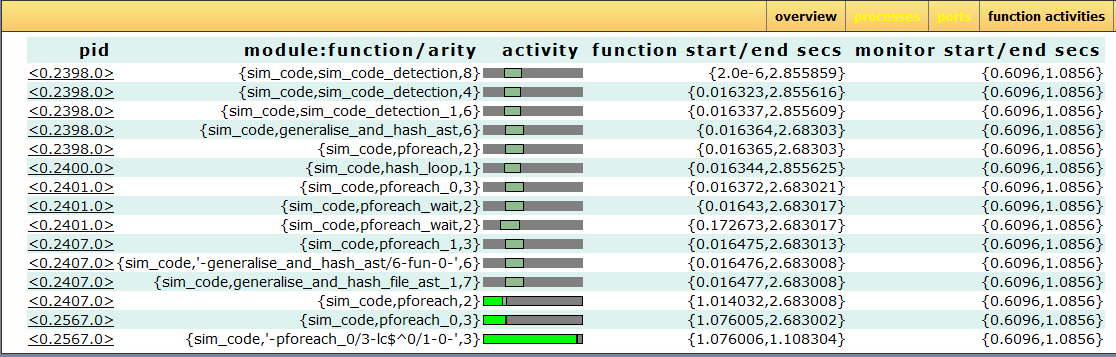 overview processes ports function activities
pid module:function/arity activity function start/end secs monitor start/end secs
<0.2398.0> {sim_code,sim_code_detection,8} {2.0e-6,2.855859} {0.6096,1.0856}
<0.2398.0> {sim_code,sim_code_detection,4} {0.016323,2.855616} {0.6096,1.0856}
<0.2398.0> {sim_code,sim_code_detection_1,6} {0.016337,2.855609} {0.6096,1.0856}
<0.2398.0> {sim_code,generalise_and_hash_ast,6} {0.016364,2.68303} {0.6096,1.0856}
<0.2398.0> {sim_code,pforeach,2} {0.016365,2.68303} {0.6096,1.0856}
<0.2400.0> {sim_code,hash_loop,1} {0.016344,2.855625} {0.6096,1.0856}
<0.2401.0> {sim_code,pforeach_0,3} {0.016372,2.683021} {0.6096,1.0856}
<0.2401.0> {sim_code,pforeach_wait,2} {0.01643,2.683017} {0.6096,1.0856}
<0.2401.0> {sim_code,pforeach_wait,2} {0.172673,2.683017} {0.6096,1.0856}
<0.2407.0> {sim_code,pforeach_1,3} {0.016475,2.683013} {0.6096,1.0856}
<0.2407.0> {sim_code,'-generalise_and_hash_ast/6-fun-0-',6} {0.016476,2.683008} {0.6096,1.0856}
<0.2407.0> {sim_code,generalise_and_hash_file_ast_1,7} {0.016477,2.683008} {0.6096,1.0856}
<0.2407.0> {sim_code,pforeach,2} {1.014032,2.683008} {0.6096,1.0856}
<0.2567.0> {sim_code,pforeach_0,3} {1.076005,2.683002} {0.6096,1.0856}
<0.2567.0> {sim_code,'-pforeach_0/3-lc$^0/1-0-',3} {1.076006,1.108304} {0.6096,1.0856}